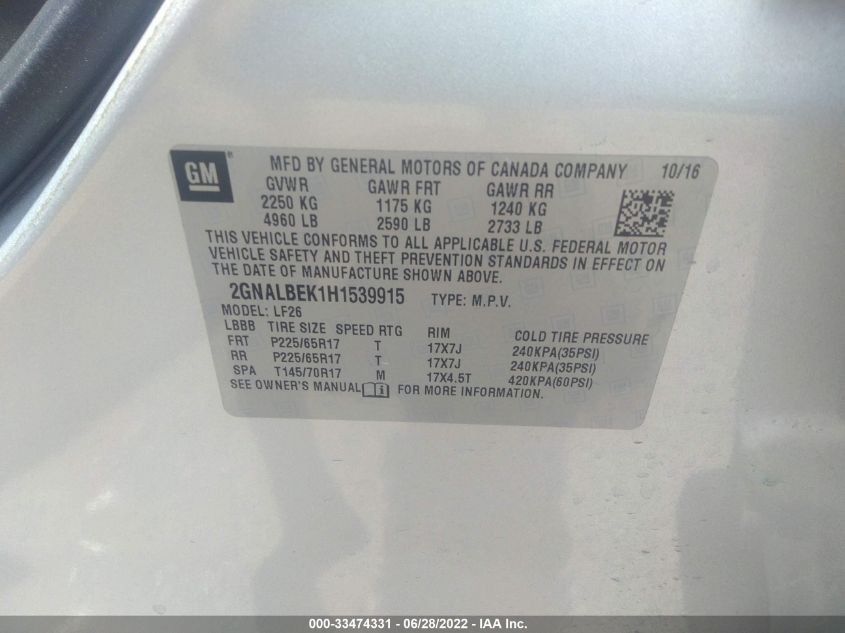 GM ® MFD BY GENERAL MOTORS OF CANADA COMPANY 10/16
GVWR GAWR FRT GAWR RR
2250 KG 1175 KG 1240 KG
4960 LB 2590 LB 2733 LB
THIS VEHICLE CONFORMS TO ALL APPLICABLE U.S. FEDERAL MOTOR
VEHICLE SAFETY AND THEFT PREVENTION STANDARDS IN EFFECT ON
THE DATE OF MANUFACTURE SHOWN ABOVE.
2GNALBEK1H1539915 TYPE: M.P.V.
MODEL: LF26
LBBB TIRE SIZE SPEED RTG RIM COLD TIRE PRESSURE
FRT P225/65R17 T 17X7J 240KPA(35PSI)
RR P225/65R17 T 17X7J 240KPA(35PSI)
SPA T145/70R17 M 17X4.5T 420KPA(60PSI)
SEE OWNER'S MANUAL i FOR MORE INFORMATION.
000-33474331 - 06/28/2022 - IAA Inc.